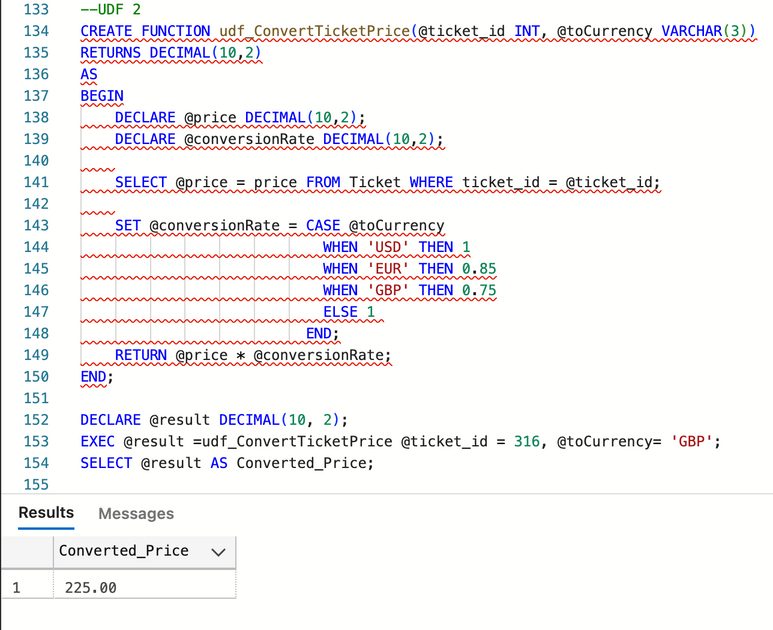 133 --UDF 2
134 CREATE FUNCTION udf_ConvertTicketPrice(@ticket_id INT, @toCurrency VARCHAR(3))
135 RETURNS DECIMAL(10,2)
136 AS
137 BEGIN
138 DECLARE @price DECIMAL(10,2);
139 DECLARE @conversionRate DECIMAL(10,2);
140
141 SELECT @price = price FROM Ticket WHERE ticket_id = @ticket_id;
142
143 SET @conversionRate = CASE @toCurrency
144 WHEN 'USD' THEN 1
145 WHEN 'EUR' THEN 0.85
146 WHEN 'GBP' THEN 0.75
147 ELSE 1
148 END;
149 RETURN @price * @conversionRate;
150 END;
151
152 DECLARE @result DECIMAL(10, 2);
153 EXEC @result =udf_ConvertTicketPrice @ticket_id = 316, @toCurrency= 'GBP';
154 SELECT @result AS Converted_Price;
155
Results Messages
Converted_Price
1 225.00